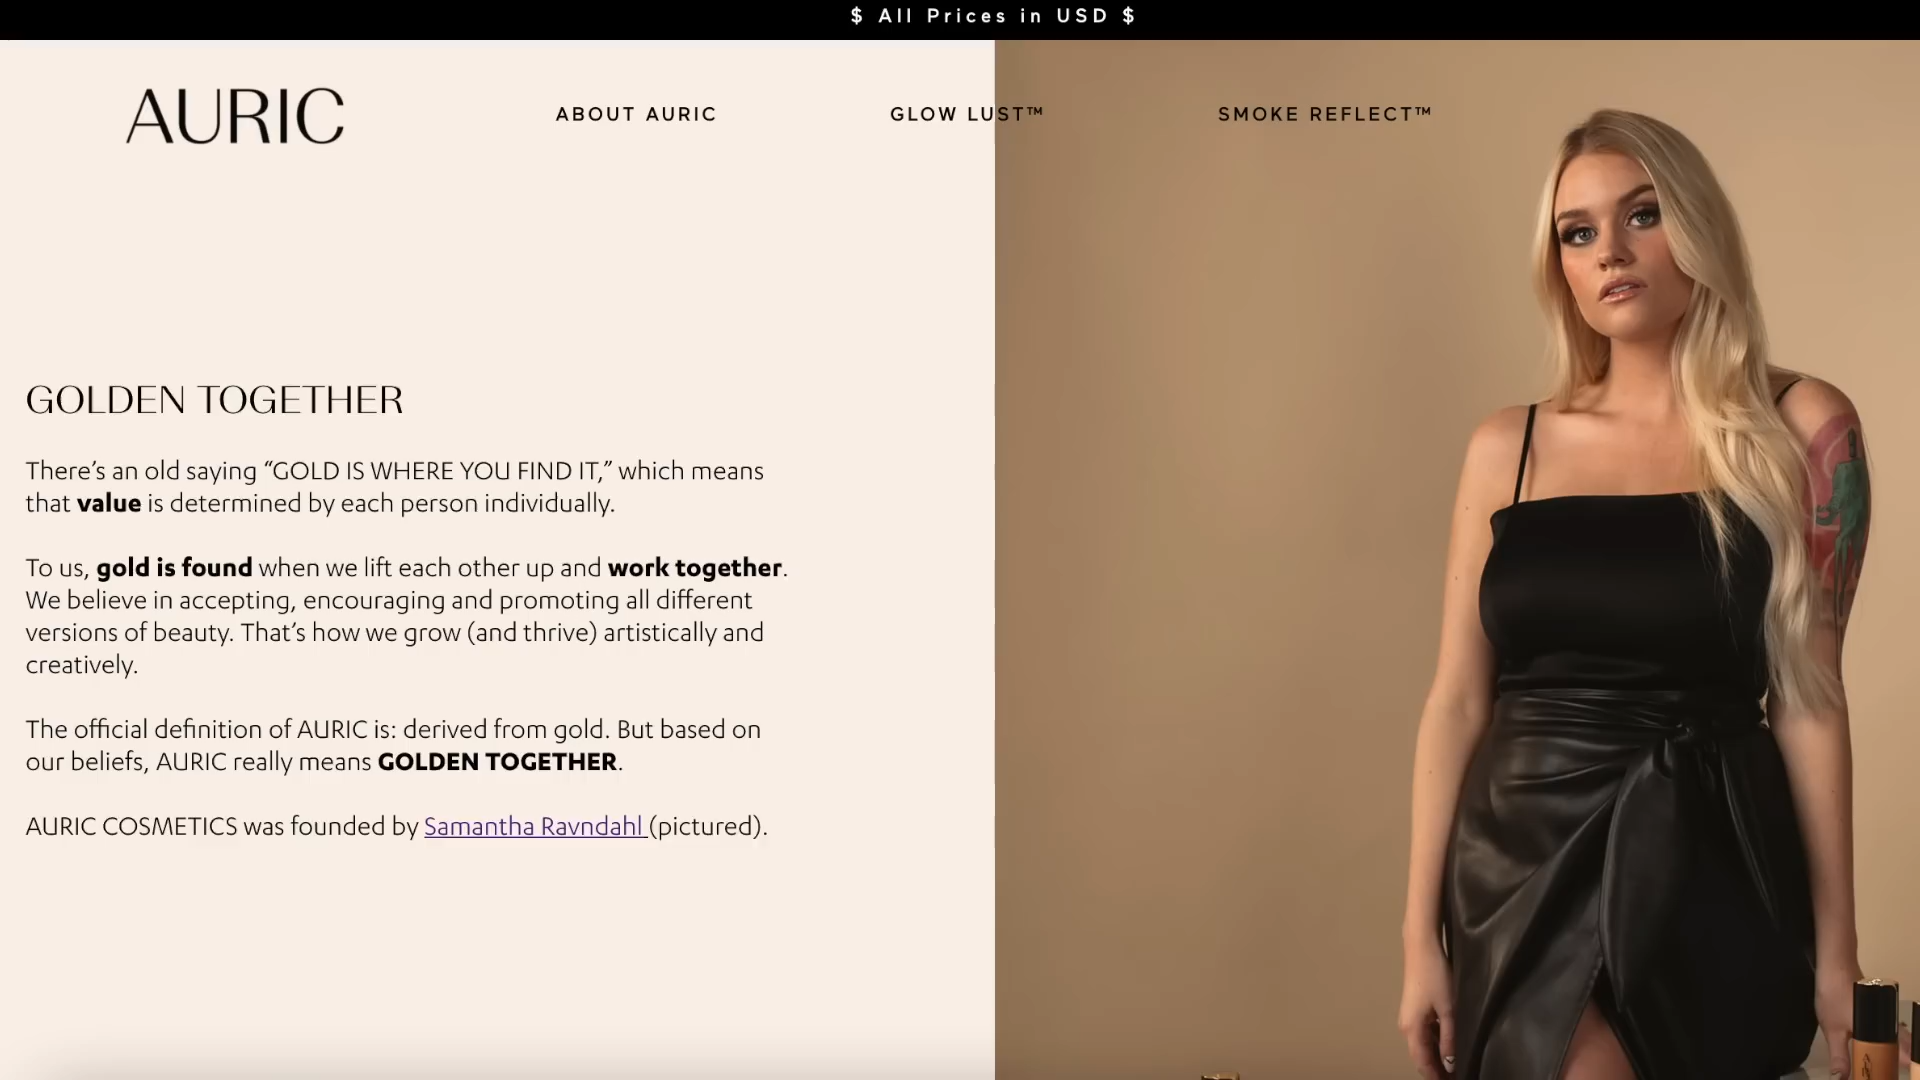 $ All Prices in USD $
AURIC
ABOUT AURIC
GLOW LUST™
SMOKE REFLECT™
GOLDEN TOGETHER
There’s an old saying “GOLD IS WHERE YOU FIND IT,” which means
that value is determined by each person individually.
To us, gold is found when we lift each other up and work together.
We believe in accepting, encouraging and promoting all different
versions of beauty. That’s how we grow (and thrive) artistically and
creatively.
The official definition of AURIC is: derived from gold. But based on
our beliefs, AURIC really means GOLDEN TOGETHER.
AURIC COSMETICS was founded by Samantha Ravndahl (pictured).